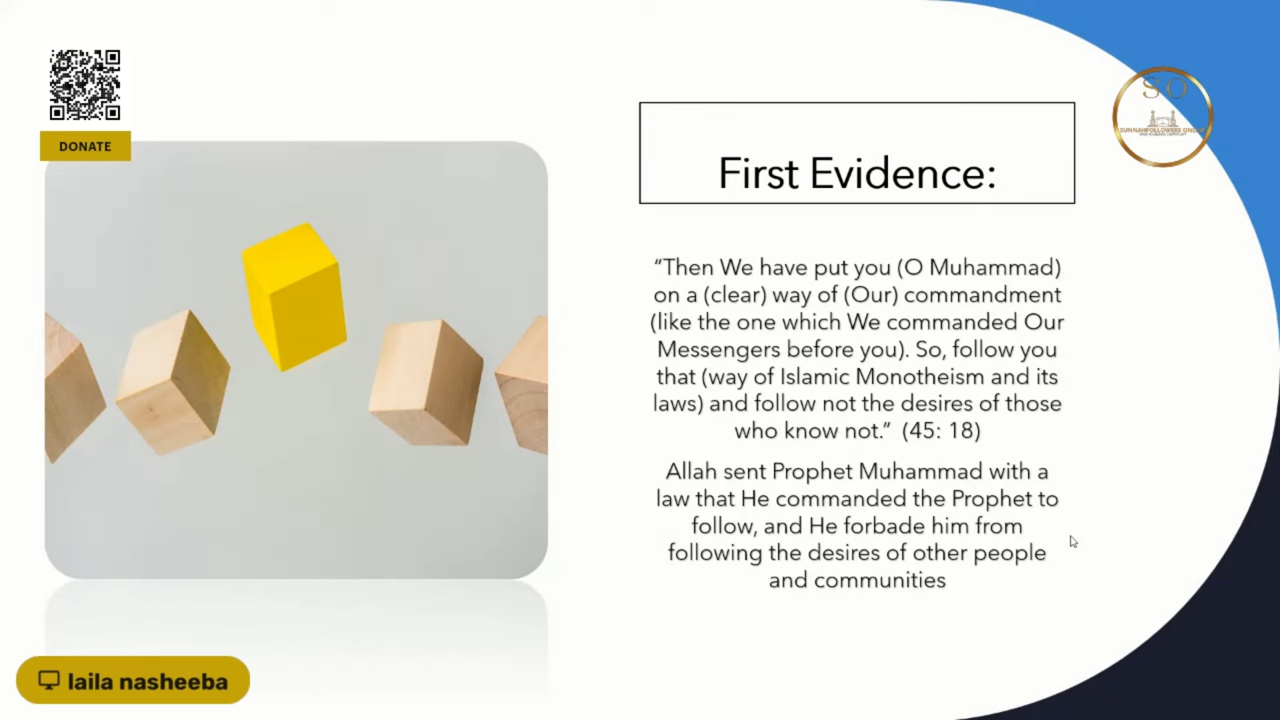 DONATE
First Evidence:
“Then We have put you (O Muhammad)
on a (clear) way of (Our) commandment
(like the one which We commanded Our
Messengers before you). So, follow you
that (way of Islamic Monotheism and its
laws) and follow not the desires of those
who know not.” (45: 18)
Allah sent Prophet Muhammad with a
law that He commanded the Prophet to
follow, and He forbade him from
following the desires of other people
and communities
S O
SUNNAHFOLLOWERS ONLINE
laila nasheeba